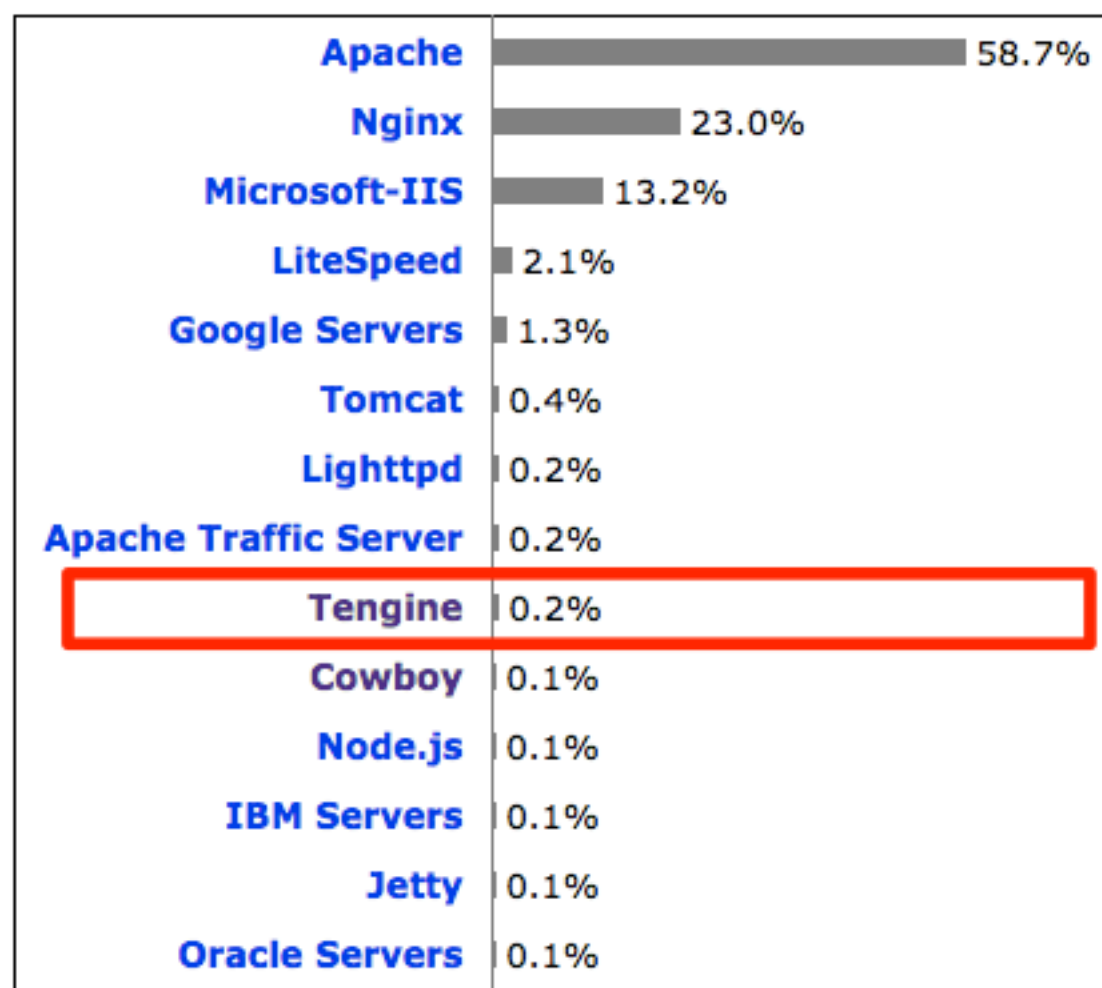 Apache 58.7%
Nginx 23.0%
Microsoft-IIS 13.2%
LiteSpeed 2.1%
Google Servers 1.3%
Tomcat 0.4%
Lighttpd 0.2%
Apache Traffic Server 0.2%
Tengine 0.2%
Cowboy 0.1%
Node.js 0.1%
IBM Servers 0.1%
Jetty 0.1%
Oracle Servers 0.1%